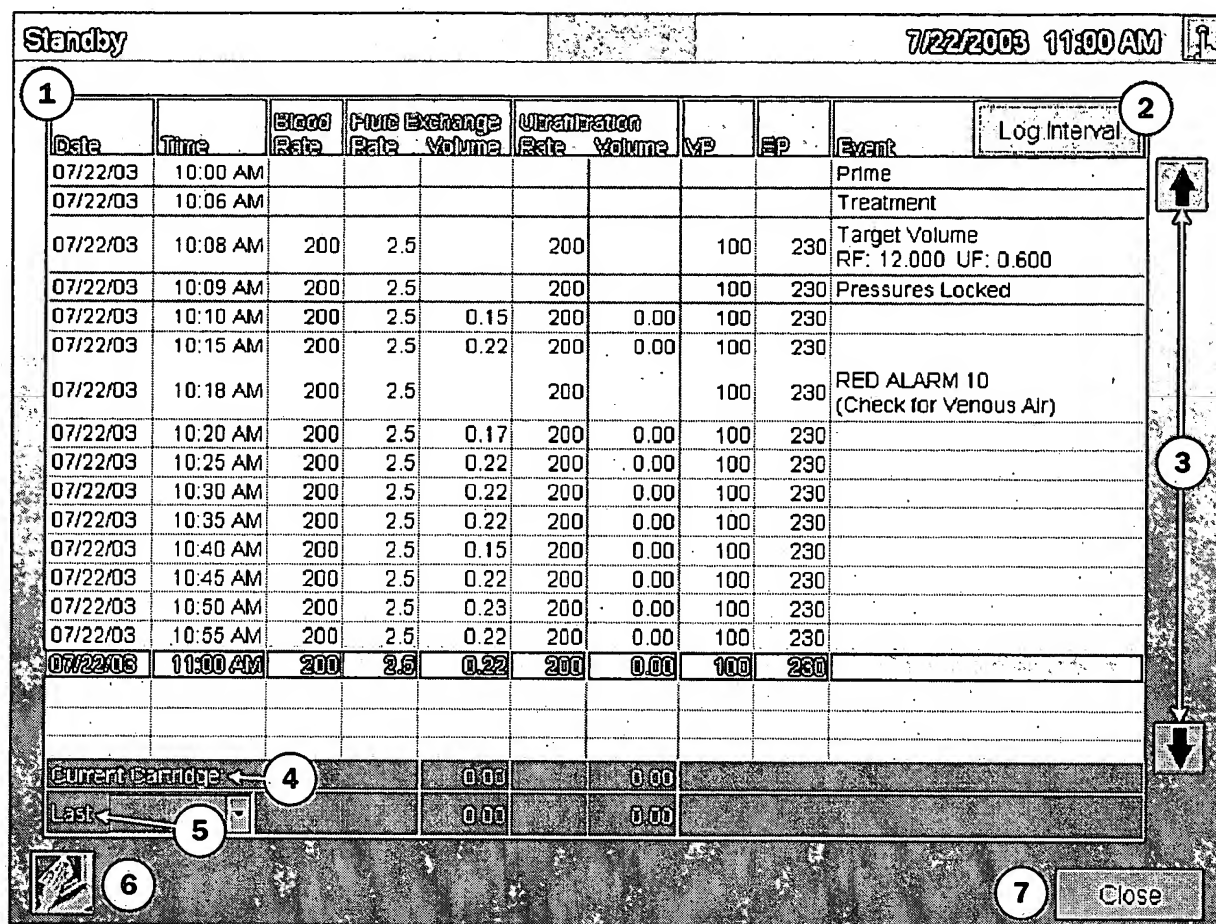 Standby 7/22/2003 11:00 AM
1 2
Blood Fluid Exchange Ultrafiltration Log Interval
Date Time Rate Rate Volume Rate Volume VP EP Event
07/22/03 10:00 AM Prime
07/22/03 10:06 AM Treatment
07/22/03 10:08 AM 200 2.5 200 100 230 Target Volume
RF: 12.000 UF: 0.600
07/22/03 10:09 AM 200 2.5 200 100 230 Pressures Locked
07/22/03 10:10 AM 200 2.5 0.15 200 0.00 100 230
07/22/03 10:15 AM 200 2.5 0.22 200 0.00 100 230
07/22/03 10:18 AM 200 2.5 200 100 230 RED ALARM 10
(Check for Venous Air)
07/22/03 10:20 AM 200 2.5 0.17 200 0.00 100 230
07/22/03 10:25 AM 200 2.5 0.22 200 0.00 100 230
3
07/22/03 10:30 AM 200 2.5 0.22 200 0.00 100 230
07/22/03 10:35 AM 200 2.5 0.22 200 0.00 100 230
07/22/03 10:40 AM 200 2.5 0.15 200 0.00 100 230
07/22/03 10:45 AM 200 2.5 0.22 200 0.00 100 230
07/22/03 10:50 AM 200 2.5 0.23 200 0.00 100 230
07/22/03 10:55 AM 200 2.5 0.22 200 0.00 100 230
07/22/03 11:00 AM 200 2.5 0.22 200 0.00 100 230
Current Cartridge 4 0.00 0.00
Last 5 0.00 0.00
6 7 Close